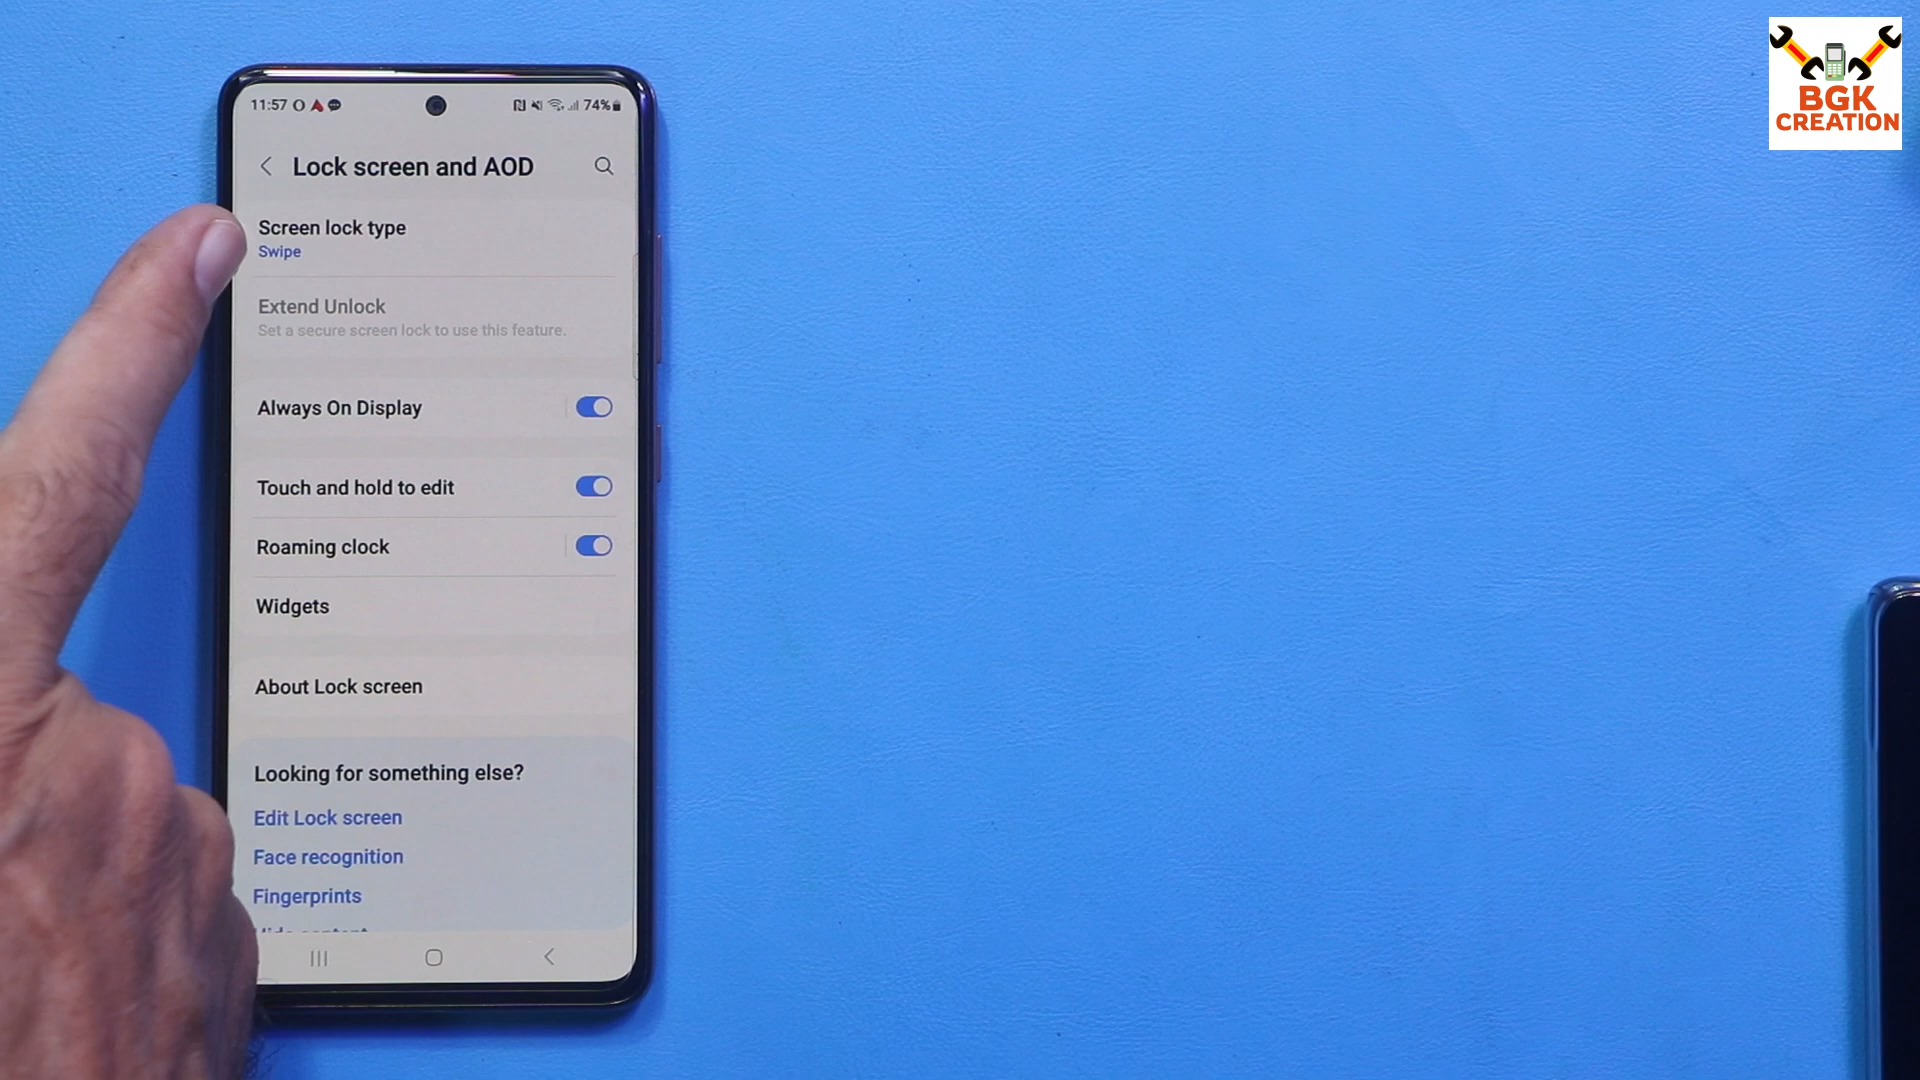 11:57
74%
Lock screen and AOD
Screen lock type
Swipe
Extend Unlock
Set a secure screen lock to use this feature.
Always On Display
Touch and hold to edit
Roaming clock
Widgets
About Lock screen
Looking for something else?
Edit Lock screen
Face recognition
Fingerprints
BGK
CREATION